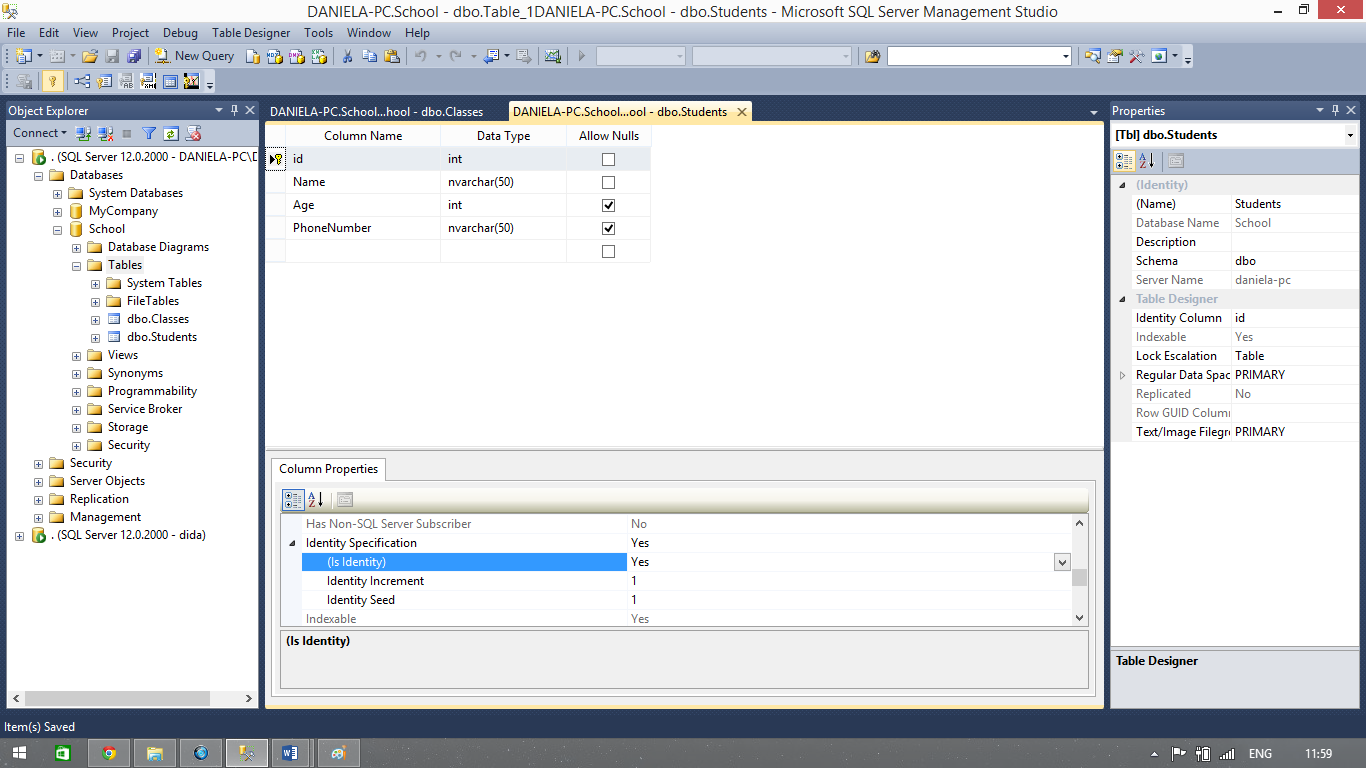 DANIELA-PC.School - dbo.Table_1DANIELA-PC.School - dbo.Students - Microsoft SQL Server Management Studio
File Edit View Project Debug Table Designer Tools Window Help
New Query
Object Explorer
Connect
. (SQL Server 12.0.2000 - DANIELA-PC\D
Databases
System Databases
MyCompany
School
Database Diagrams
Tables
System Tables
FileTables
dbo.Classes
dbo.Students
Views
Synonyms
Programmability
Service Broker
Storage
Security
Security
Server Objects
Replication
Management
. (SQL Server 12.0.2000 - dida)
DANIELA-PC.School...hool - dbo.Classes DANIELA-PC.School...ool - dbo.Students
Column Name Data Type Allow Nulls
id int
Name nvarchar(50)
Age int
PhoneNumber nvarchar(50)
Column Properties
Has Non-SQL Server Subscriber No
Identity Specification Yes
(Is Identity) Yes
Identity Increment 1
Identity Seed 1
Indexable Yes
(Is Identity)
Properties
[Tbl] dbo.Students
(Identity)
(Name) Students
Database Name School
Description
Schema dbo
Server Name daniela-pc
Table Designer
Identity Column id
Indexable Yes
Lock Escalation Table
Regular Data Spac PRIMARY
Replicated No
Row GUID Column
Text/Image Filegr PRIMARY
Table Designer
Item(s) Saved
ENG 11:59